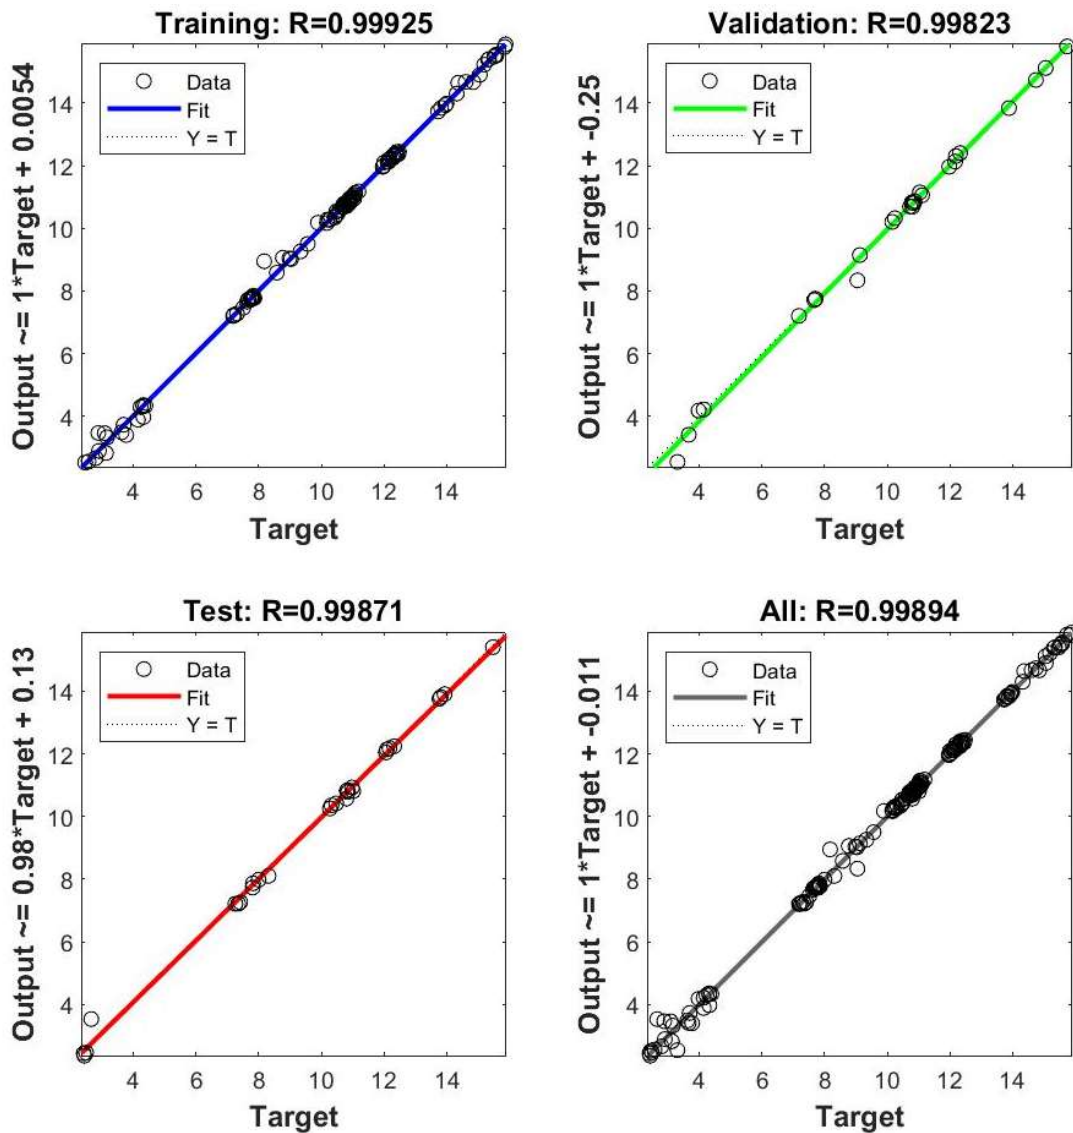 Training: R=0.99925
Output ~= 1*Target + 0.0054
Data
Fit
Y = T
14
12
10
8
6
4
4 6 8 10 12 14
Target
Validation: R=0.99823
Output ~= 1*Target + -0.25
Data
Fit
Y = T
14
12
10
8
6
4
4 6 8 10 12 14
Target
Test: R=0.99871
Output ~= 0.98*Target + 0.13
Data
Fit
Y = T
14
12
10
8
6
4
4 6 8 10 12 14
Target
All: R=0.99894
Output ~= 1*Target + -0.011
Data
Fit
Y = T
14
12
10
8
6
4
4 6 8 10 12 14
Target